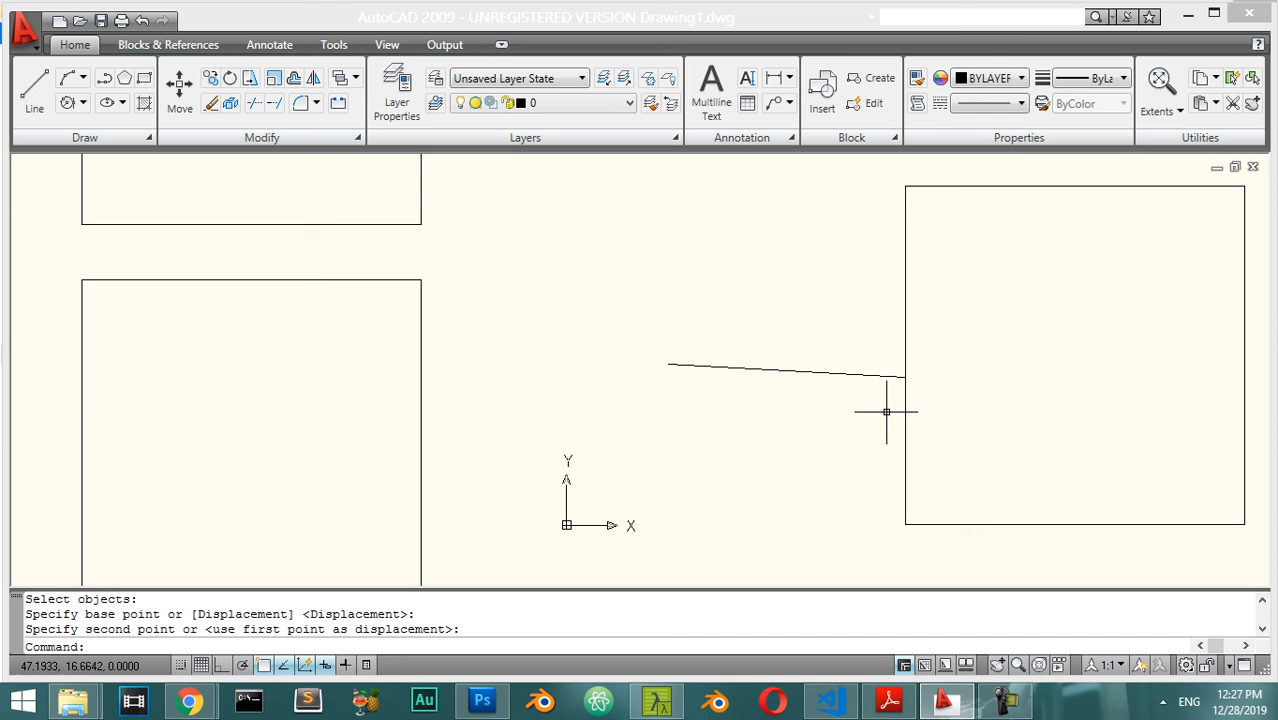 AutoCAD 2009 - UNREGISTERED VERSION Drawing1.dwg
Home
Blocks & References
Annotate
Tools
View
Output
Line
Move
Layer
Properties
Unsaved Layer State
0
A
Multiline
Text
Insert
Create
Edit
BYLAYER
ByLa
ByColor
Extents
Draw
Modify
Layers
Annotation
Block
Properties
Utilities
Y
X
Select objects:
Specify base point or [Displacement] <Displacement>:
Specify second point or <use first point as displacement>:
Command:
47.1933, 16.6642, 0.0000
1:1
Au
Ps
ENG
12:27 PM
12/28/2019